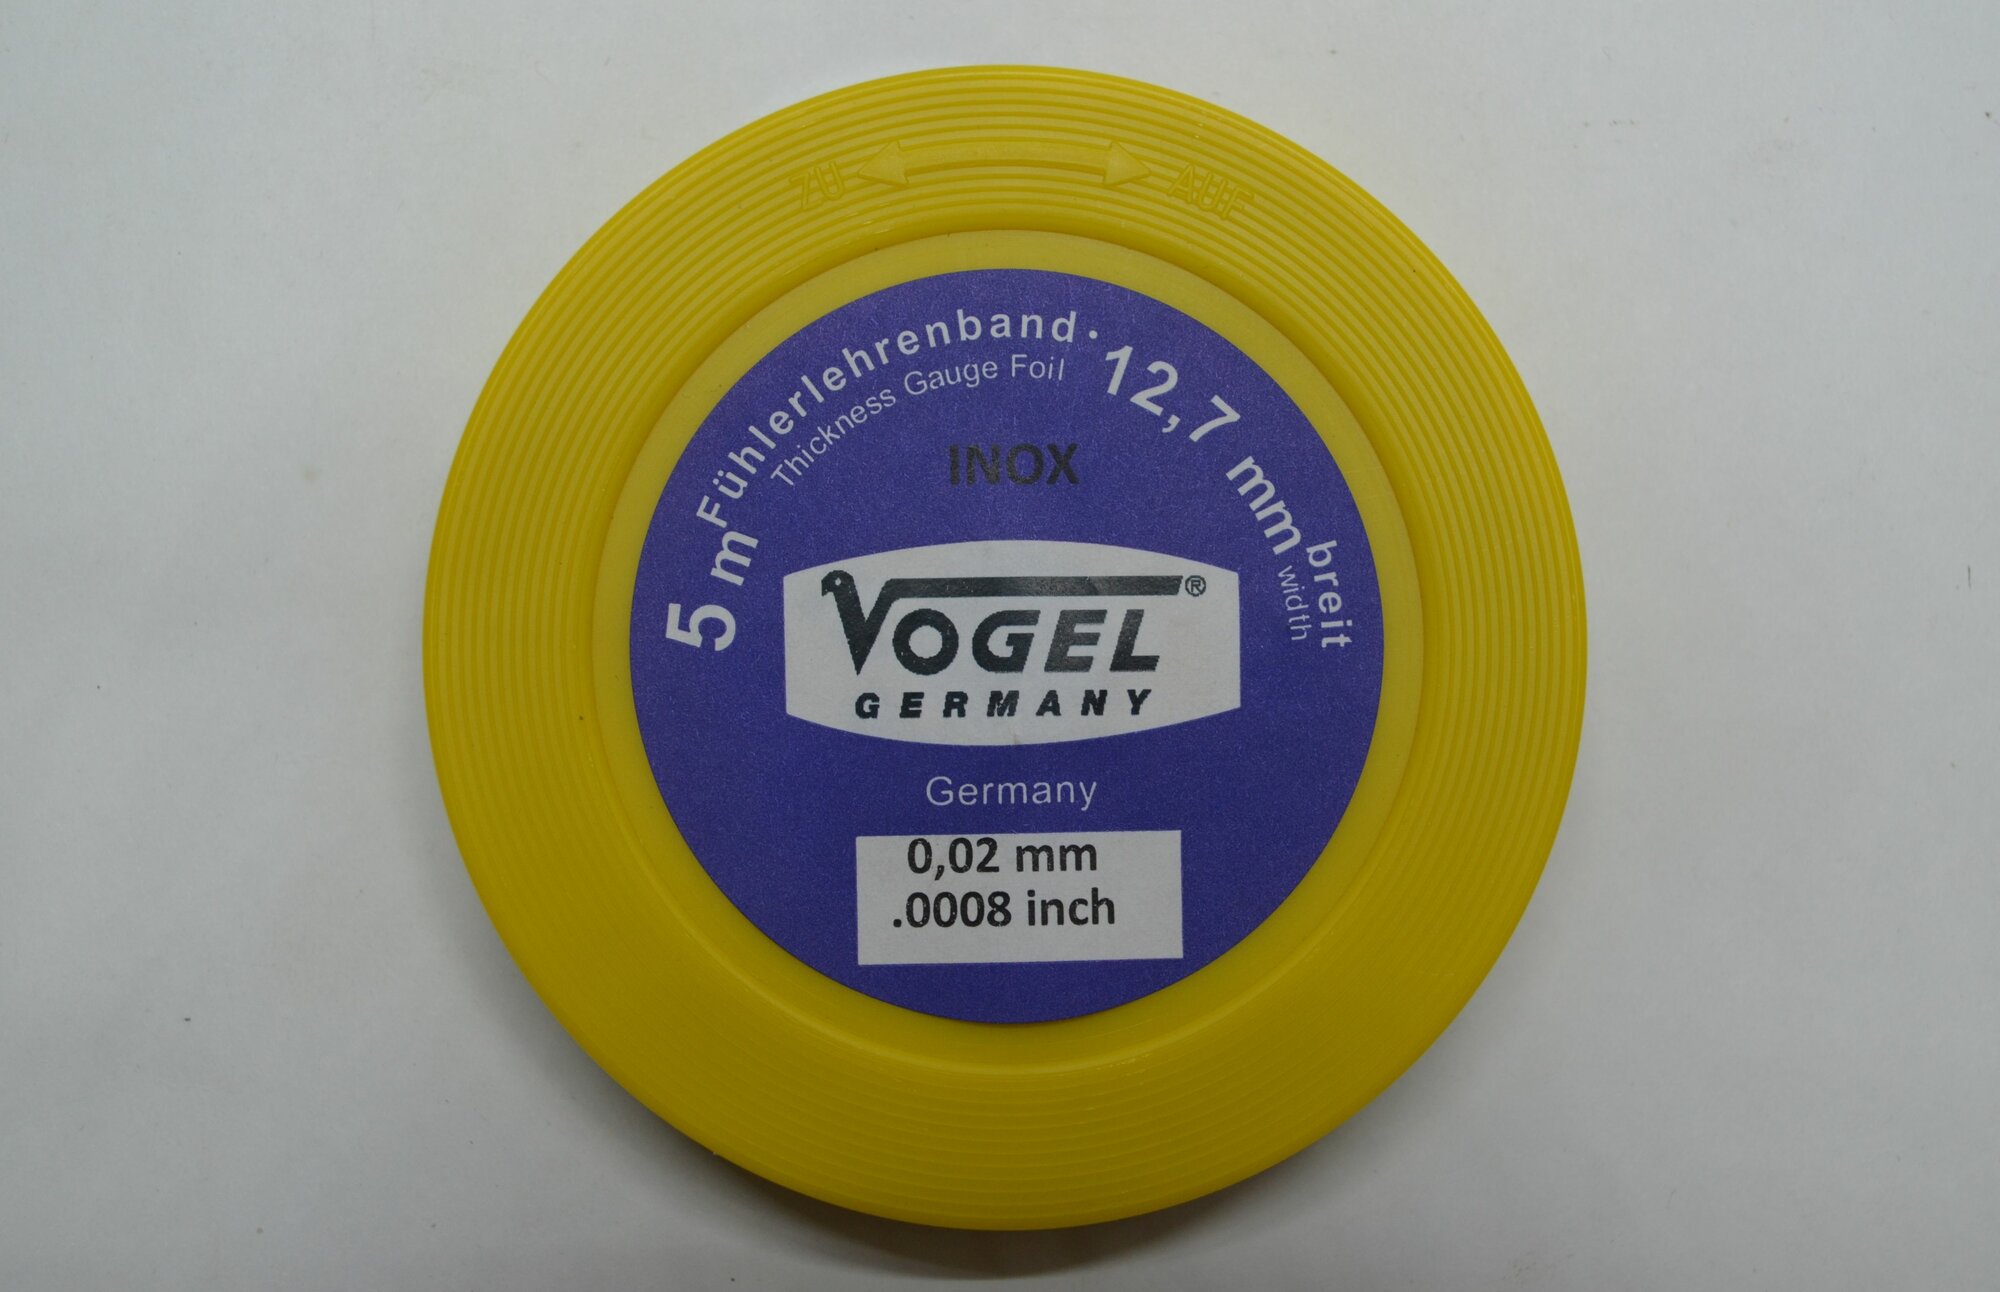 ZU AUF
5 m Fühlerlehrenband · 12,7 mm breit
Thickness Gauge Foil width
INOX
VOGEL®
GERMANY
Germany
0,02 mm
.0008 inch